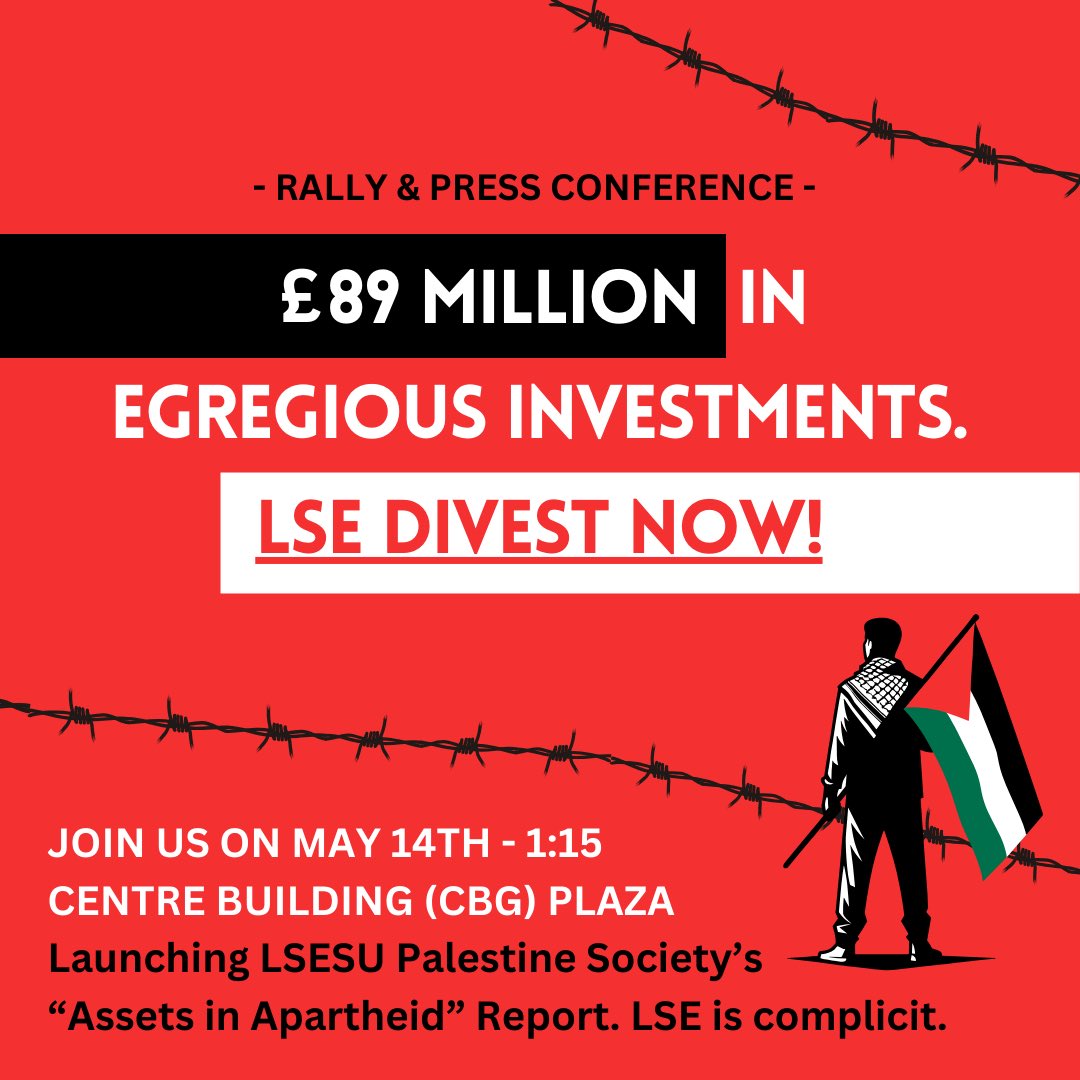 - RALLY & PRESS CONFERENCE -
£89 MILLION IN
EGREGIOUS INVESTMENTS.
LSE DIVEST NOW!
JOIN US ON MAY 14TH - 1:15
CENTRE BUILDING (CBG) PLAZA
Launching LSESU Palestine Society’s
“Assets in Apartheid” Report. LSE is complicit.